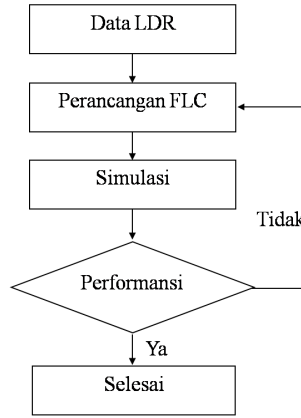 Data LDR
Perancangan FLC
Simulasi
Tidak
Performansi
Ya
Selesai